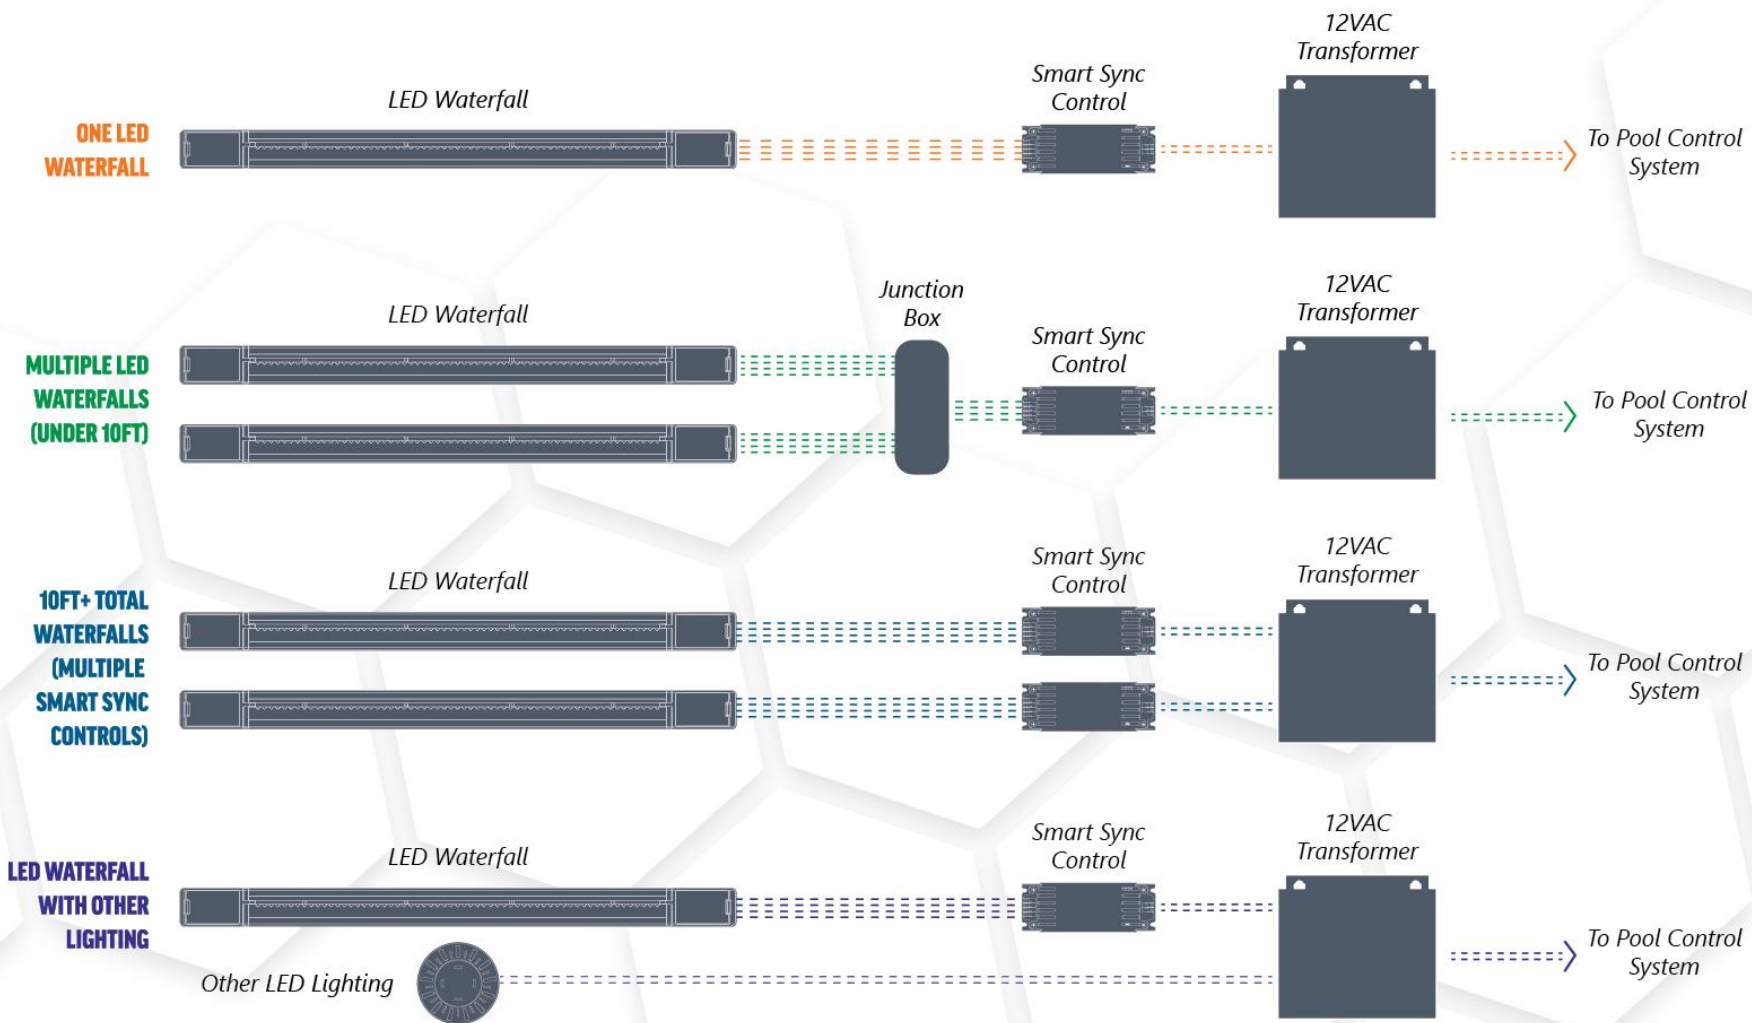 12VAC
Transformer
Smart Sync
Control
LED Waterfall
ONE LED
WATERFALL
To Pool Control
System
12VAC
Transformer
Junction
Box
LED Waterfall
Smart Sync
Control
MULTIPLE LED
WATERFALLS
(UNDER 10FT)
To Pool Control
System
12VAC
Transformer
Smart Sync
Control
LED Waterfall
10FT+ TOTAL
WATERFALLS
(MULTIPLE
SMART SYNC
CONTROLS)
To Pool Control
System
12VAC
Transformer
Smart Sync
Control
LED Waterfall
LED WATERFALL
WITH OTHER
LIGHTING
To Pool Control
System
Other LED Lighting